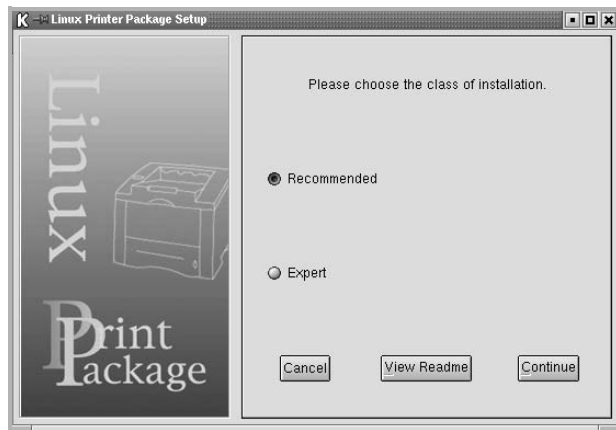 Linux Printer Package Setup
Linux
Print
Package
Please choose the class of installation.
Recommended
Expert
Cancel
View Readme
Continue